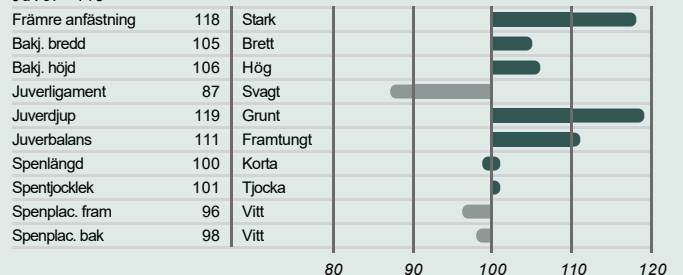 Främre anfästning 118 Stark
Bakj. bredd 105 Brett
Bakj. höjd 106 Hög
Juverligament 87 Svagt
Juverdjup 119 Grunt
Juverbalans 111 Framtungt
Spenlängd 100 Korta
Spentjocklek 101 Tjocka
Spenplac. fram 96 Vitt
Spenplac. bak 98 Vitt
80 90 100 110 120